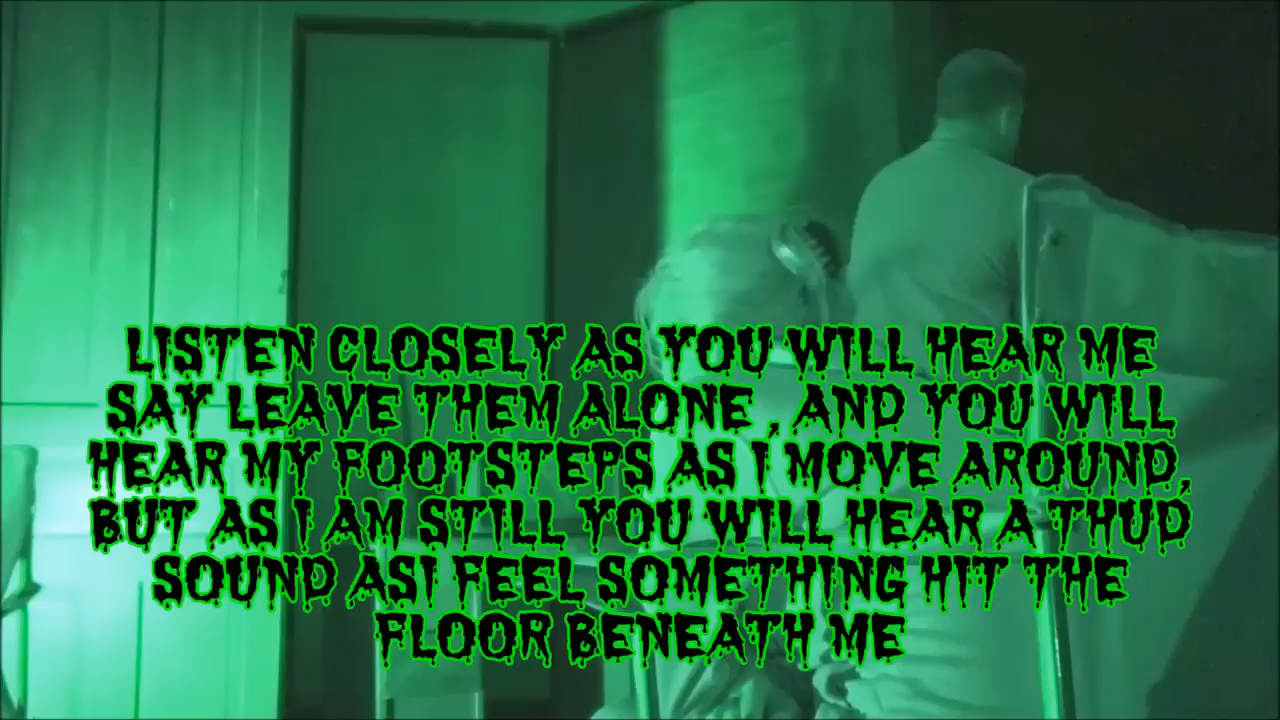 LISTEN CLOSELY AS YOU WILL HEAR ME
SAY LEAVE THEM ALONE , AND YOU WILL
HEAR MY FOOTSTEPS AS I MOVE AROUND,
BUT AS I AM STILL YOU WILL HEAR A THUD
SOUND ASI FEEL SOMETHING HIT THE
FLOOR BENEATH ME